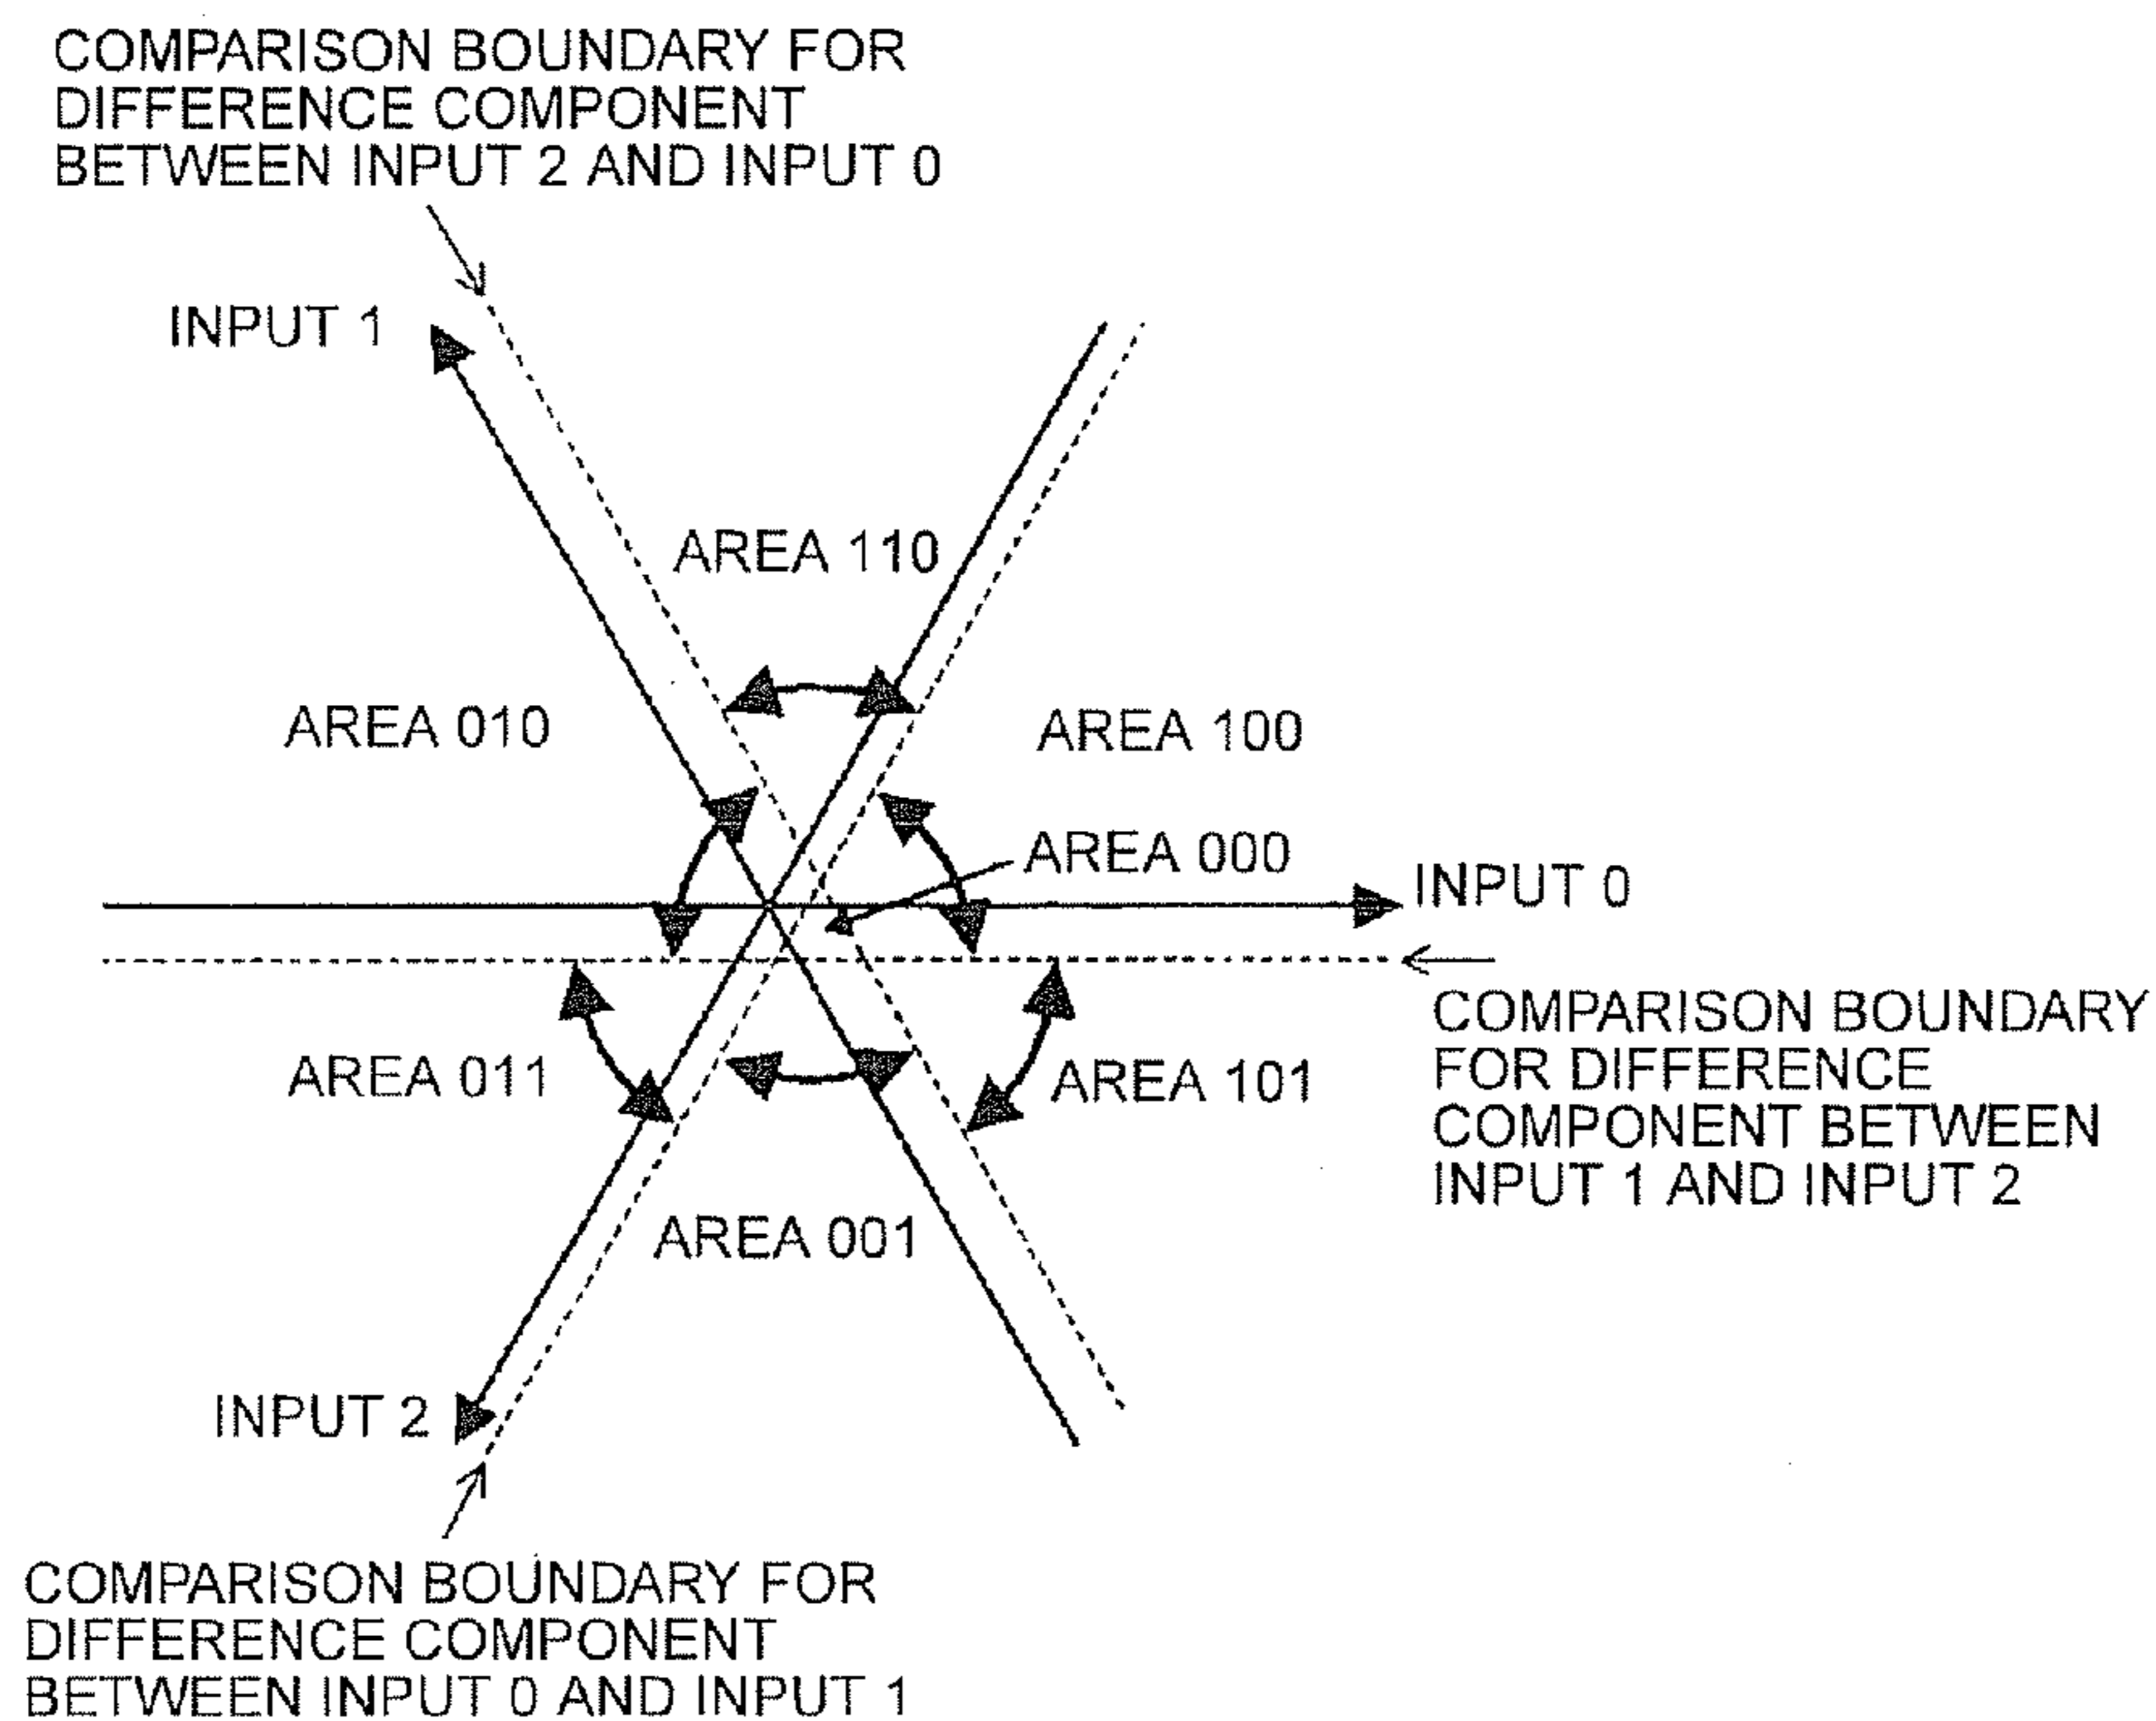 COMPARISON BOUNDARY FOR
DIFFERENCE COMPONENT
BETWEEN INPUT 2 AND INPUT 0
INPUT 1
AREA 110
AREA 010
AREA 100
AREA 000
INPUT 0
COMPARISON BOUNDARY
FOR DIFFERENCE
COMPONENT BETWEEN
INPUT 1 AND INPUT 2
AREA 011
AREA 101
AREA 001
INPUT 2
COMPARISON BOUNDARY FOR
DIFFERENCE COMPONENT
BETWEEN INPUT 0 AND INPUT 1